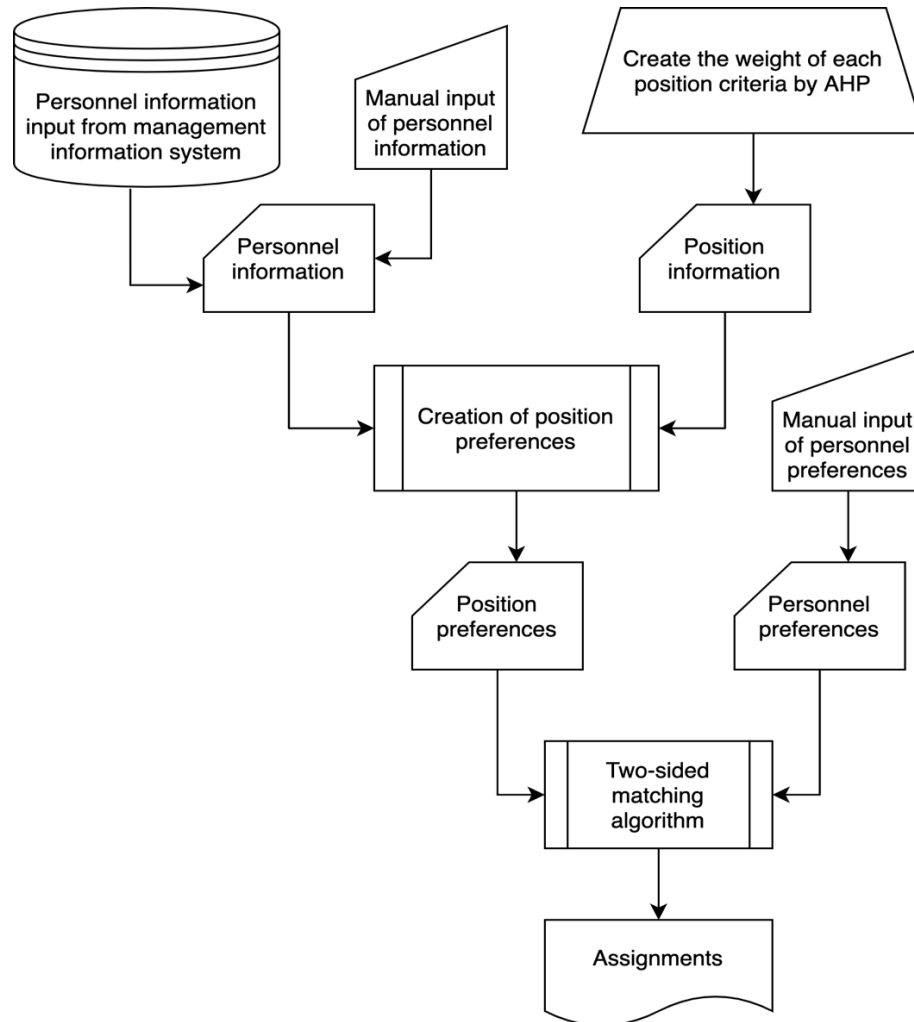 Personnel information
input from management
information system
Manual input
of personnel
information
Create the weight of each
position criteria by AHP
Personnel
information
Position
information
Creation of position
preferences
Manual input
of personnel
preferences
Position
preferences
Personnel
preferences
Two-sided
matching
algorithm
Assignments